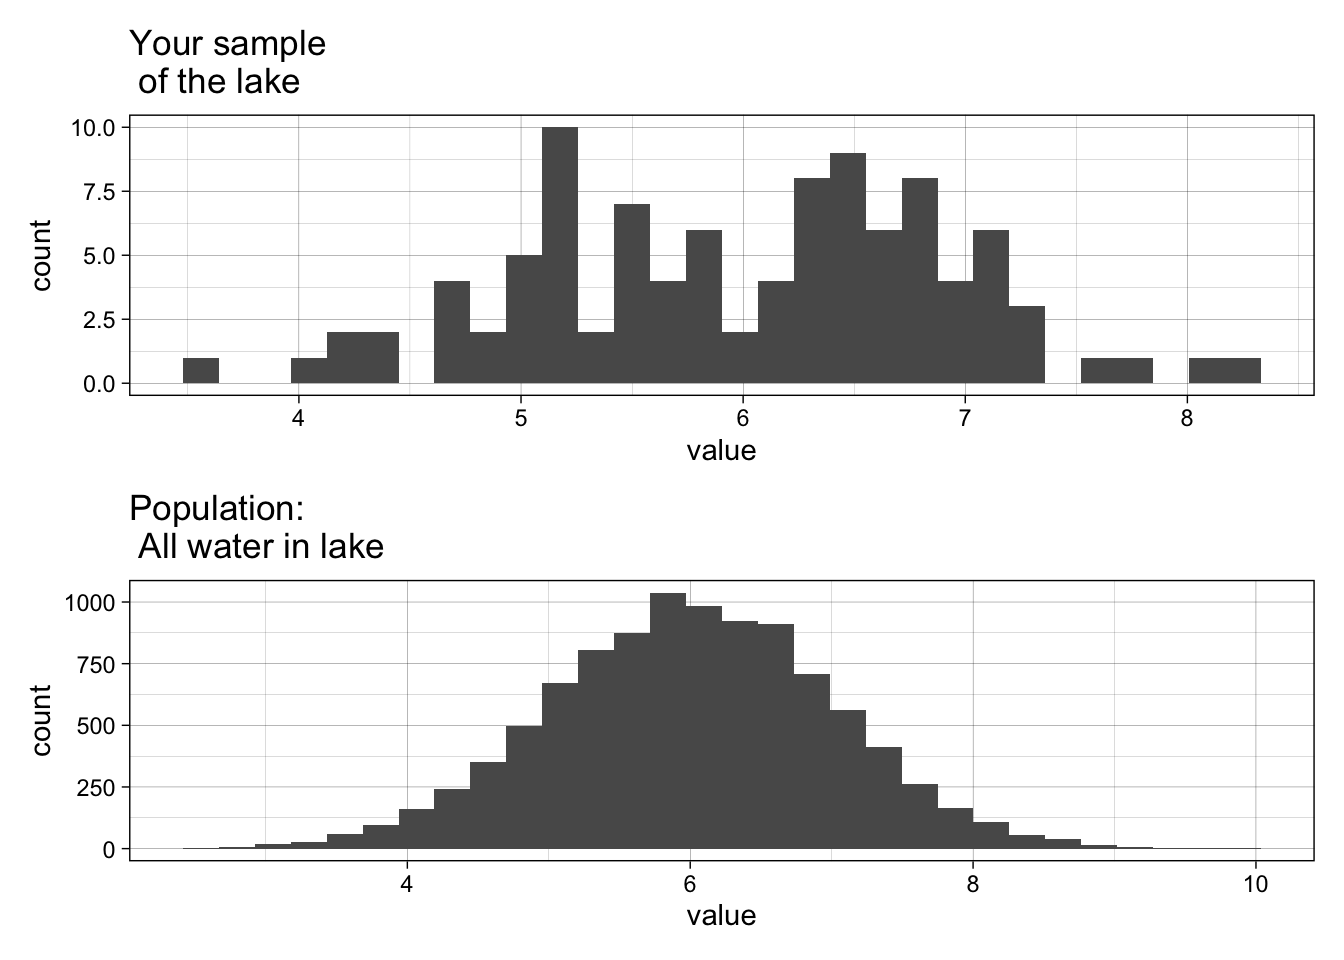 Your sample
of the lake
10.0
7.5
5.0
2.5
0.0
count
4 5 6 7 8
value
Population:
All water in lake
1000
750
500
250
0
count
4 6 8 10
value